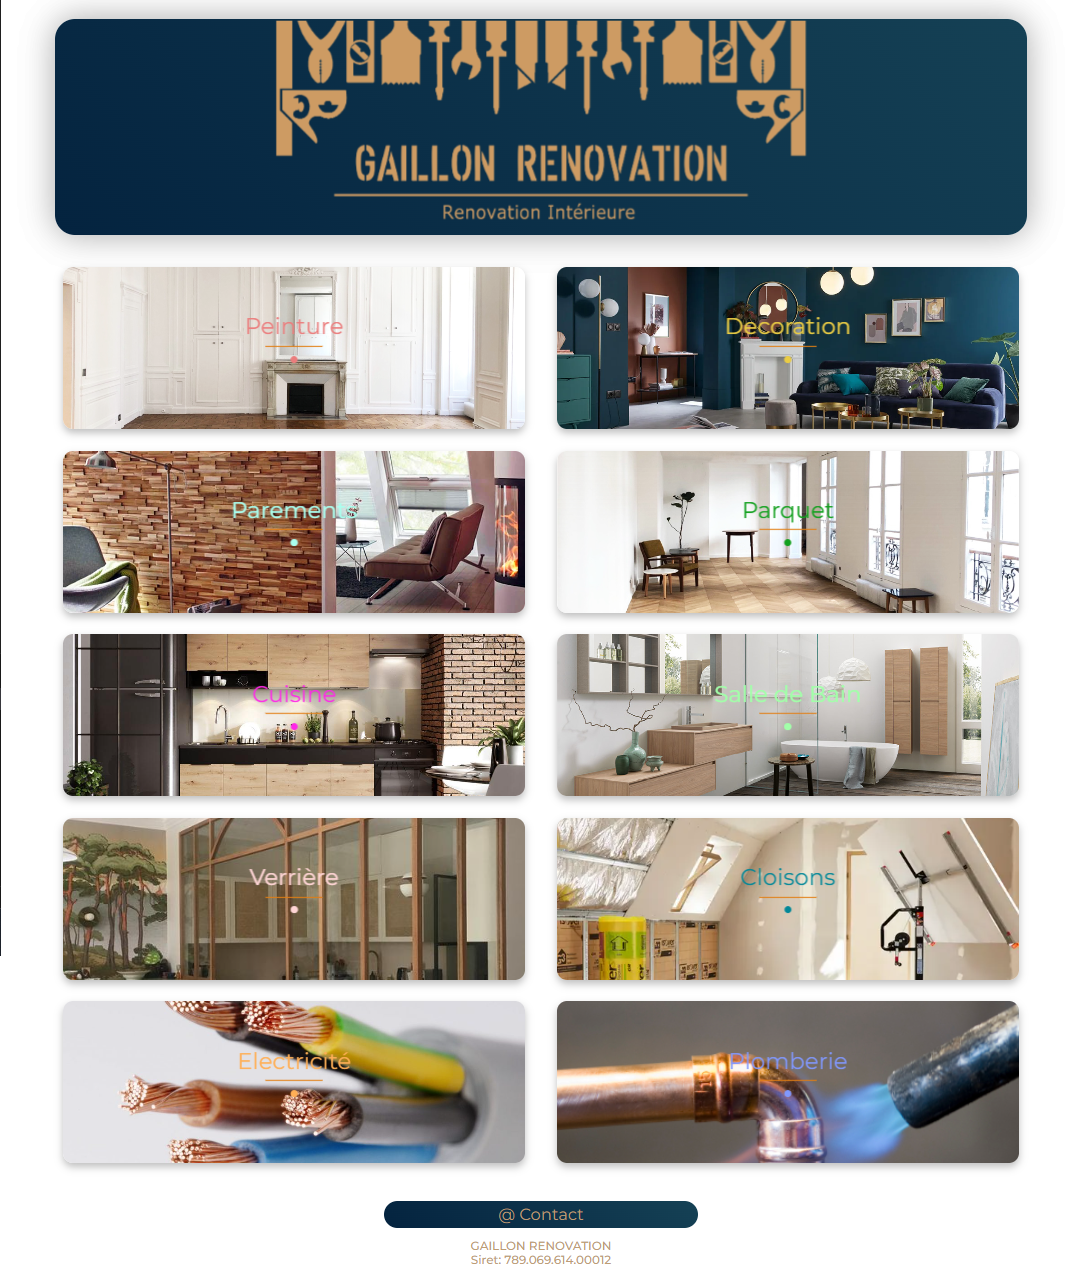 GAILLON RENOVATION
Renovation Intérieure
Peinture
Decoration
Parements
Parquet
Cuisine
Salle de Bain
Verrière
Cloisons
Electricité
Plomberie
@ Contact
GAILLON RENOVATION
Siret: 789.069.614.00012